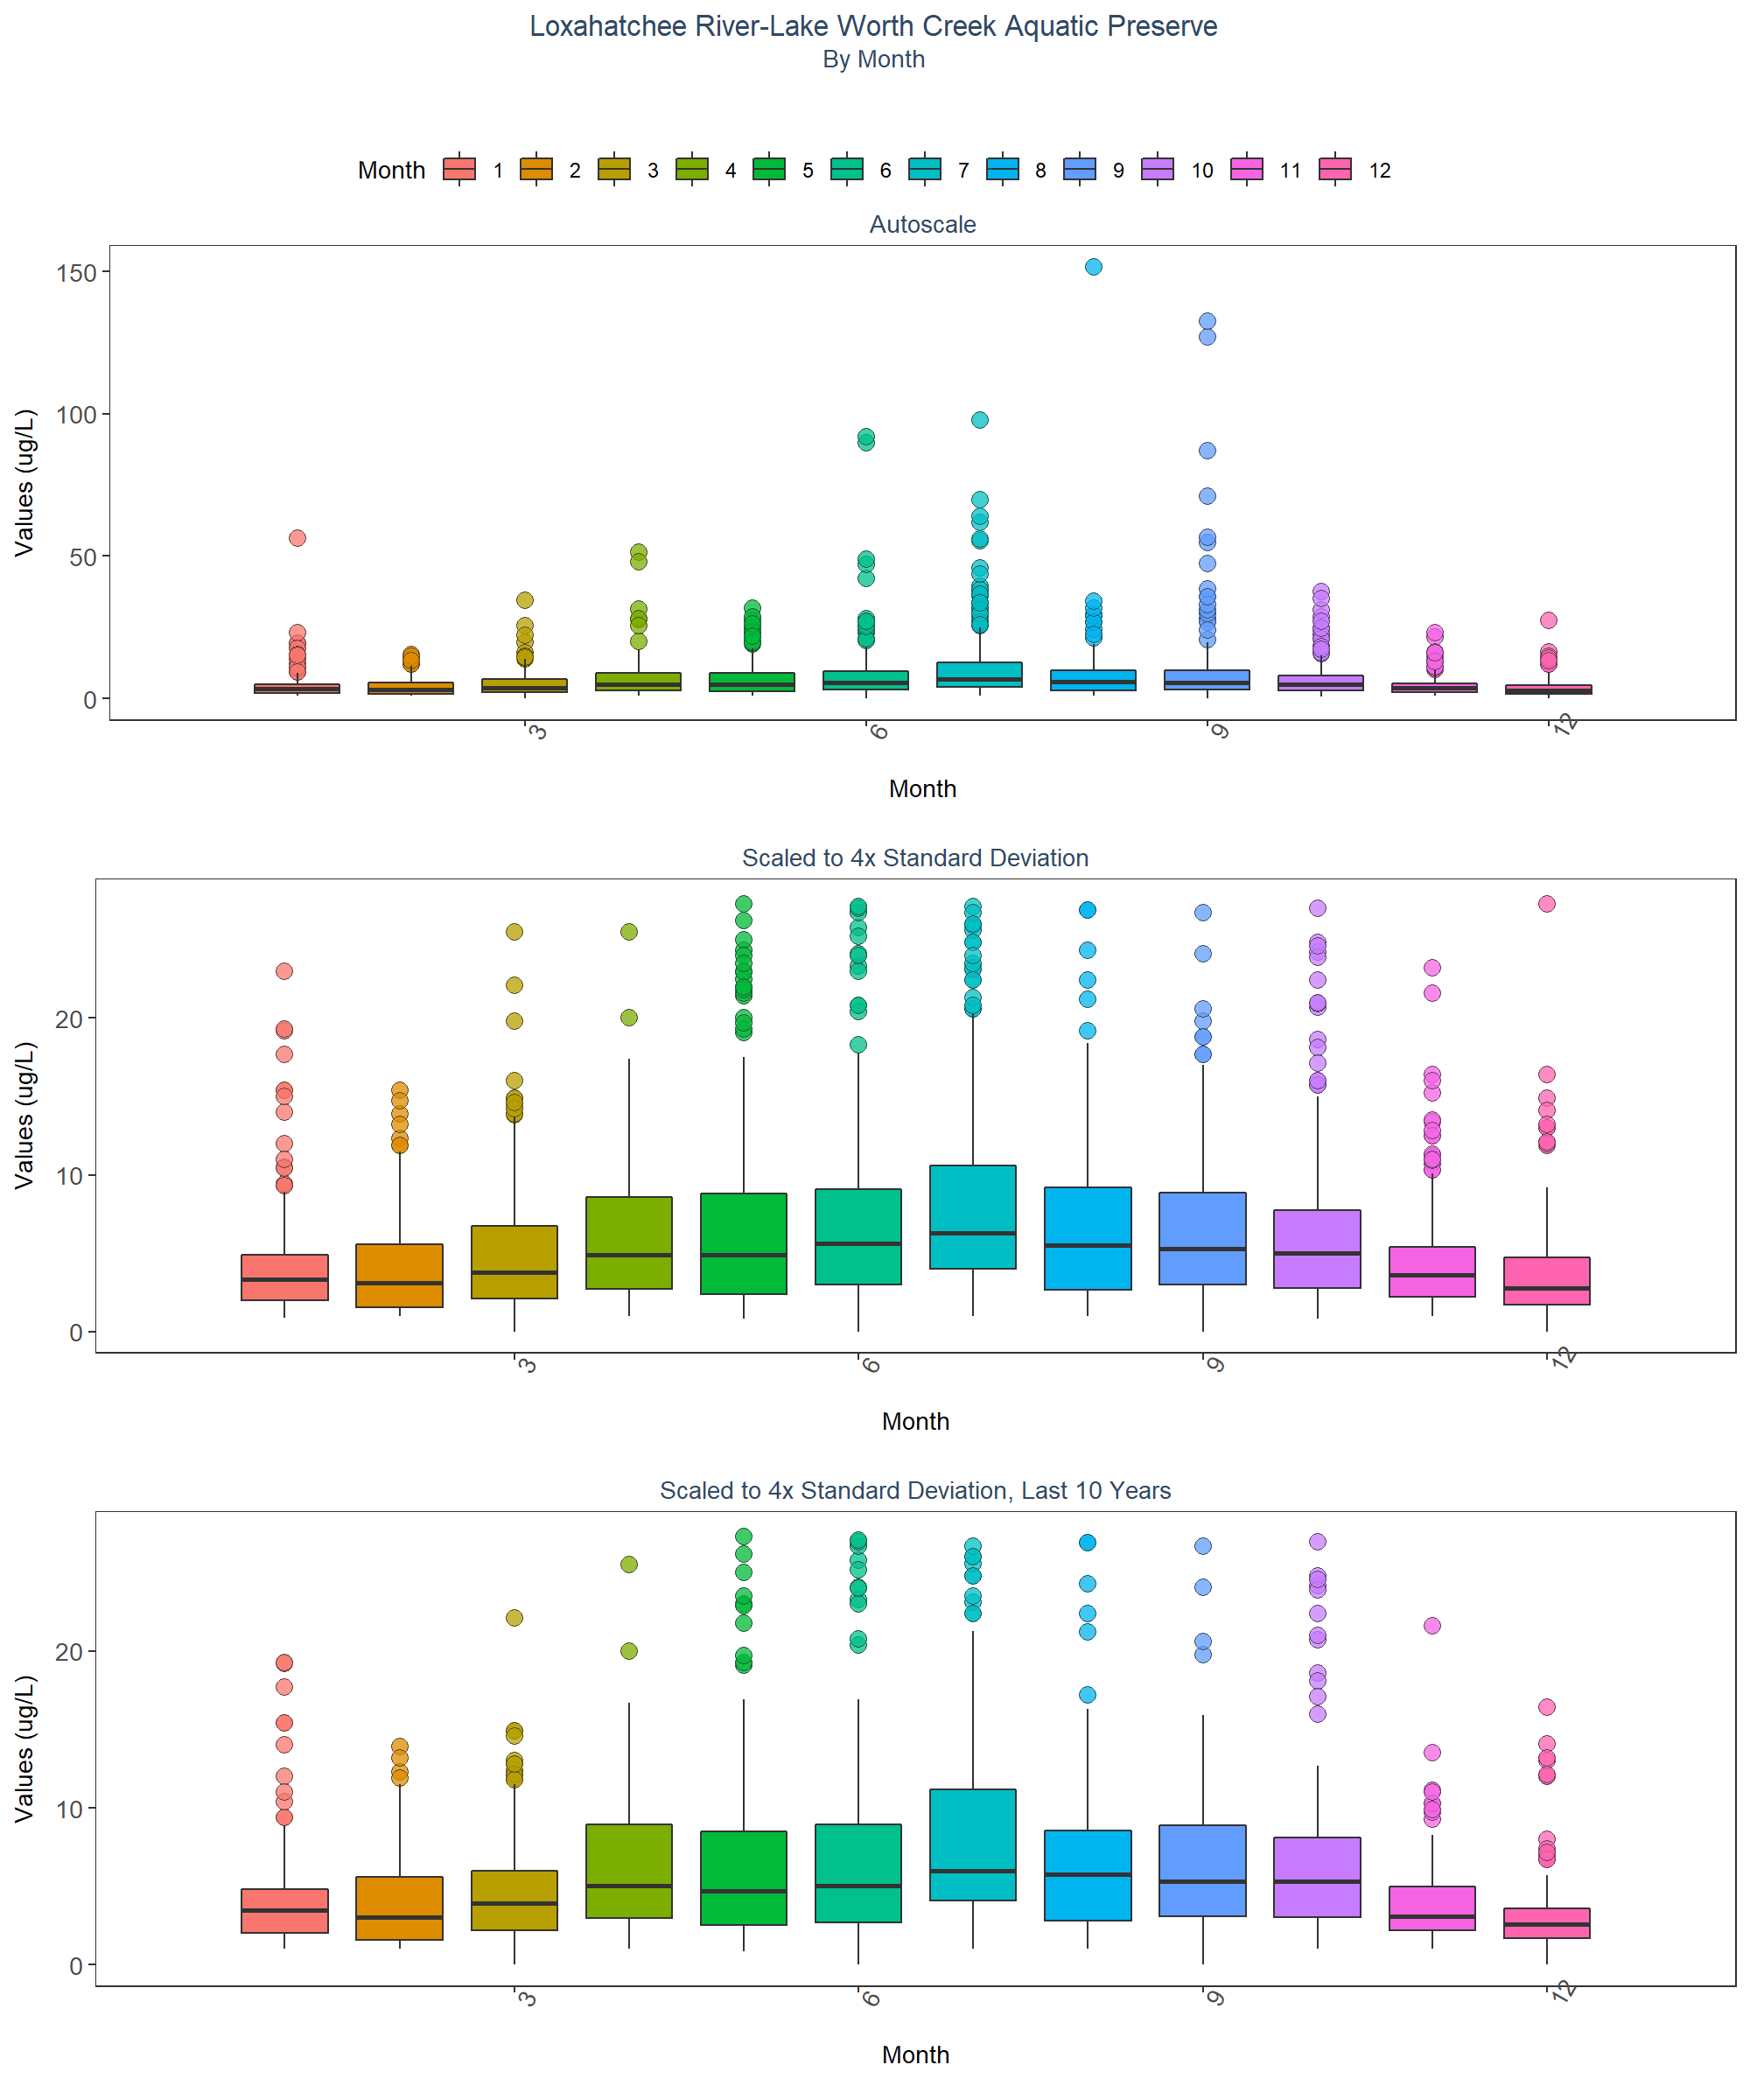 Loxahatchee River-Lake Worth Creek Aquatic Preserve
By Month
Month 1 2 3 4 5 6 7 8 9 10 11 12
Autoscale
Values (ug/L)
150
100
50
0
3 6 9 12
Month
Scaled to 4x Standard Deviation
Values (ug/L)
20
10
0
3 6 9 12
Month
Scaled to 4x Standard Deviation, Last 10 Years
Values (ug/L)
20
10
0
3 6 9 12
Month